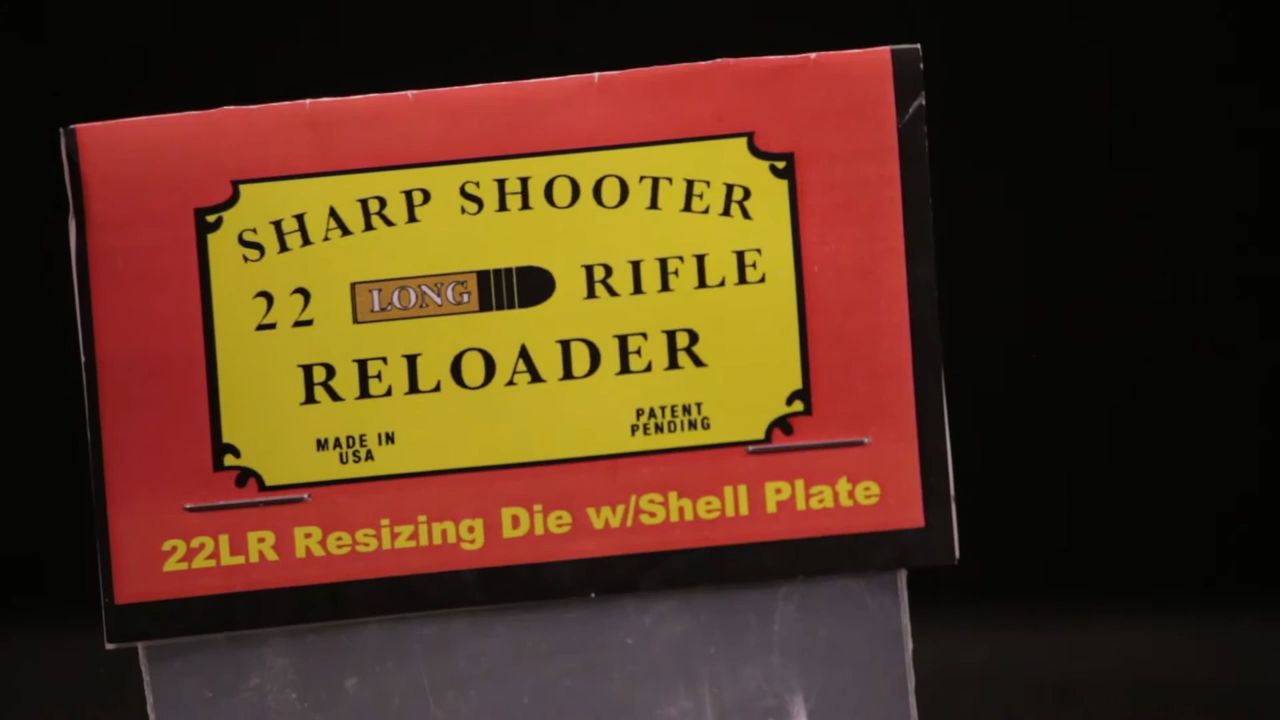 SHARP SHOOTER
22 LONG RIFLE
RELOADER
MADE IN
USA
PATENT
PENDING
22LR Resizing Die w/Shell Plate